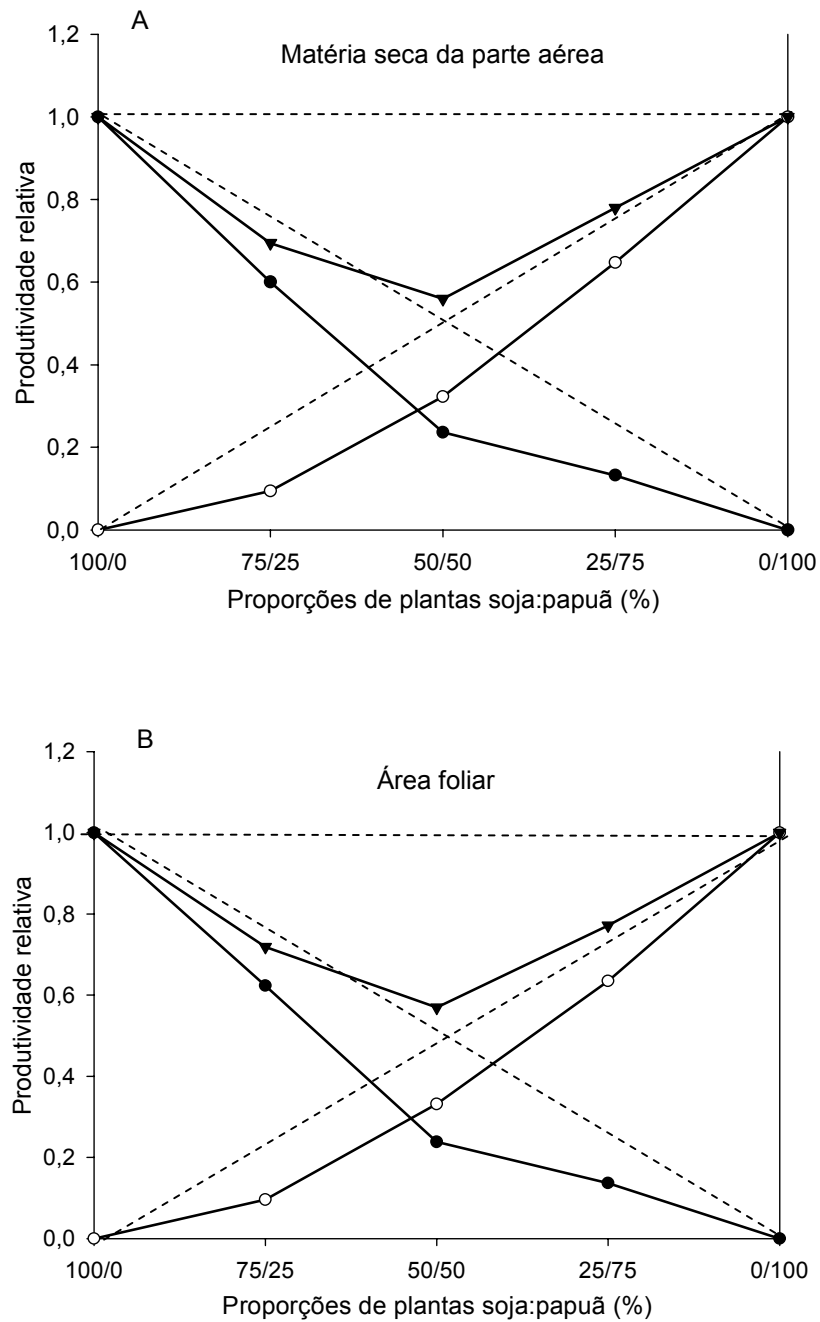 A
Matéria seca da parte aérea
Produtividade relativa
1,2
1,0
0,8
0,6
0,4
0,2
0,0
100/0 75/25 50/50 25/75 0/100
Proporções de plantas soja:papuã (%)
B
Área foliar
Produtividade relativa
1,2
1,0
0,8
0,6
0,4
0,2
0,0
100/0 75/25 50/50 25/75 0/100
Proporções de plantas soja:papuã (%)